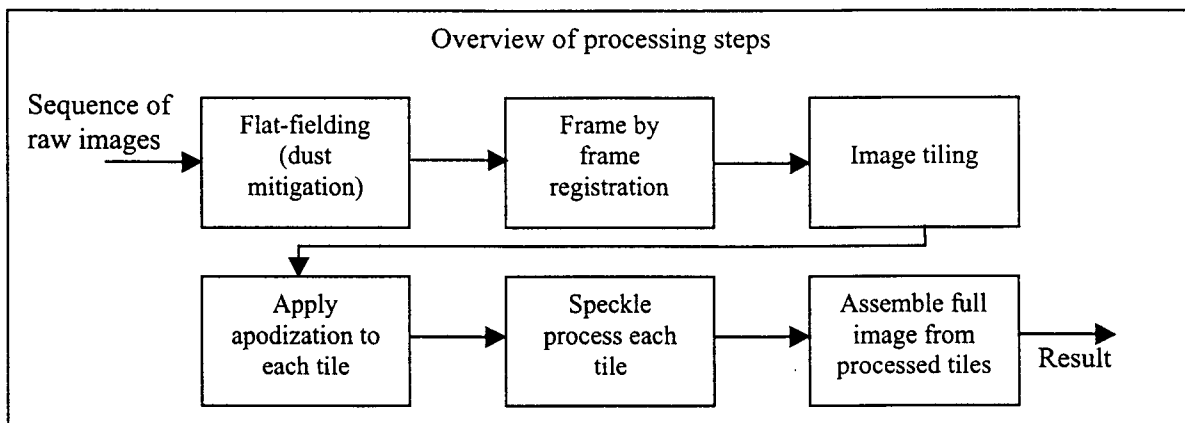 Overview of processing steps
Sequence of
raw images
Flat-fielding
(dust
mitigation)
Frame by
frame
registration
Image tiling
Apply
apodization to
each tile
Speckle
process each
tile
Assemble full
image from
processed tiles
Result